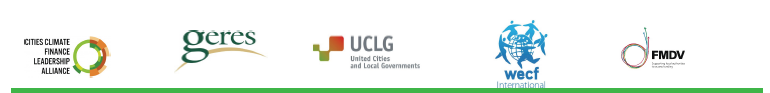 CITIES CLIMATE
FINANCE
LEADERSHIP
ALLIANCE
geres
UCLG
United Cities
and Local Governments
wecf
International
FMDV